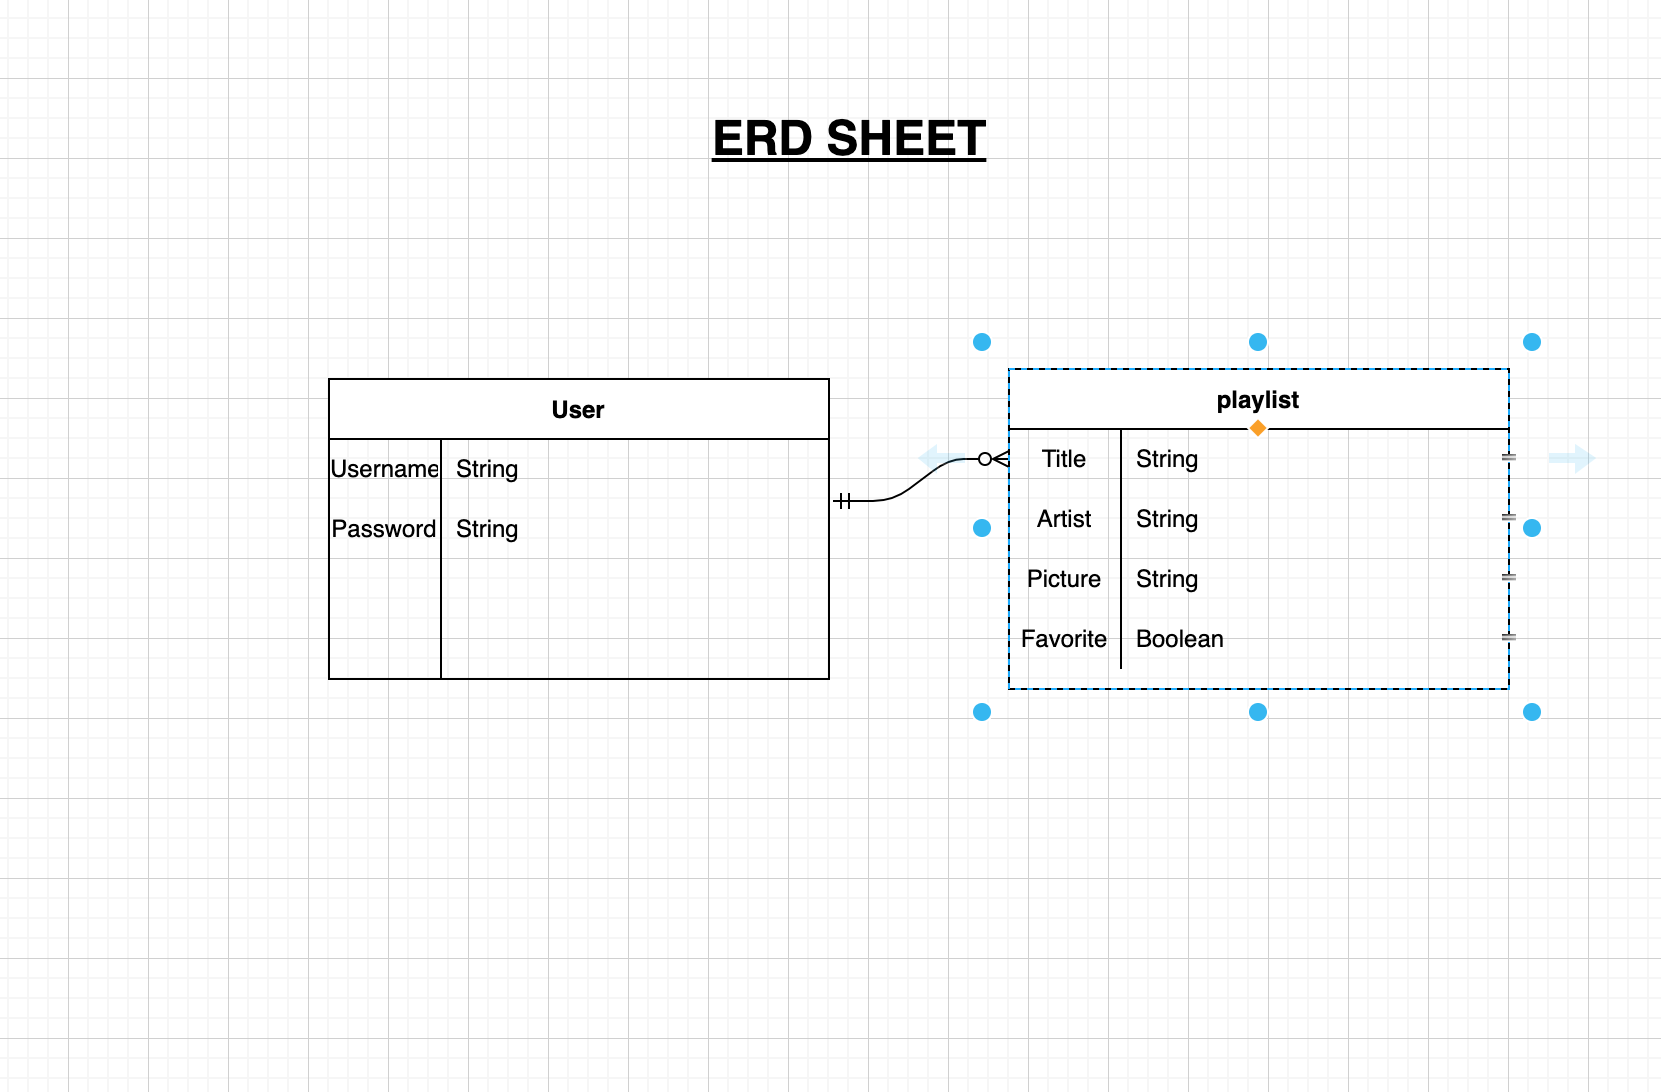 ERD SHEET
User
Username String
Password String
playlist
Title String
Artist String
Picture String
Favorite Boolean